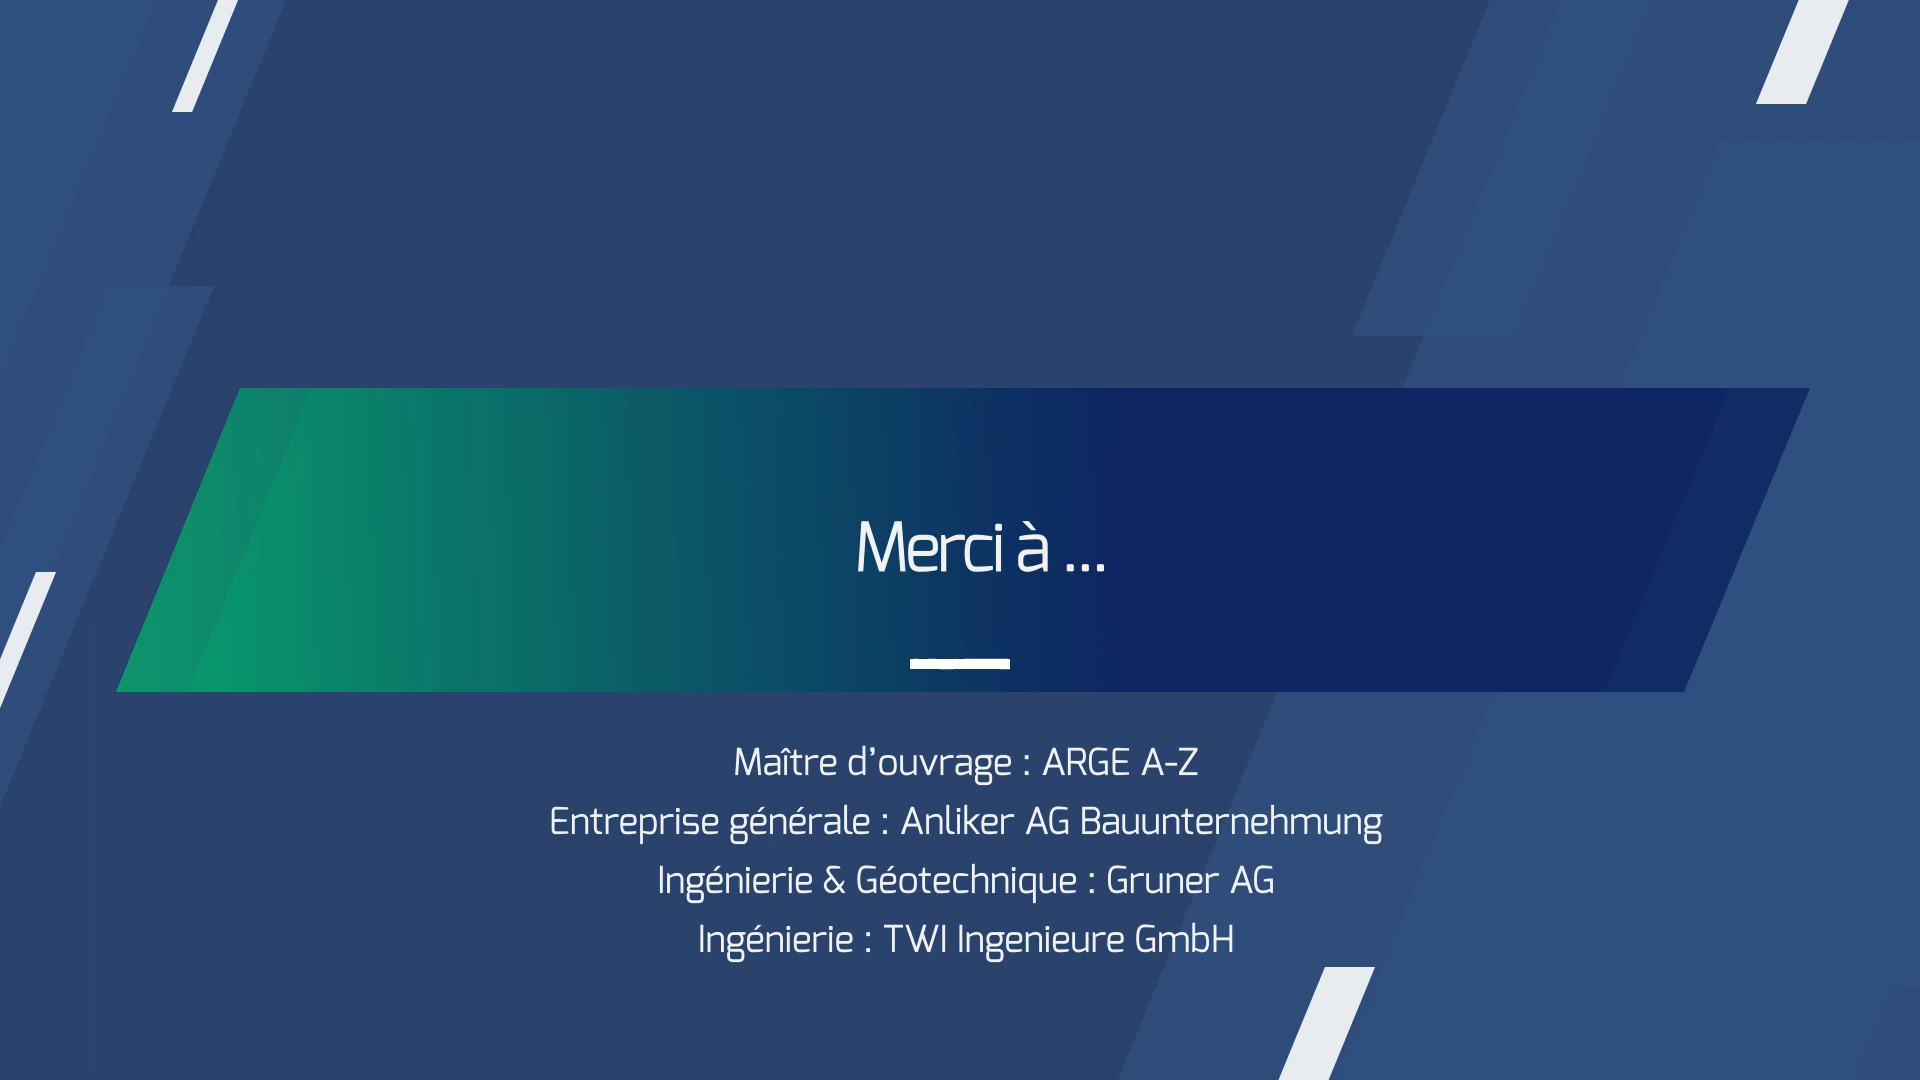 Merci à ...
Maître d’ouvrage : ARGE A-Z
Entreprise générale : Anliker AG Bauunternehmung
Ingénierie & Géotechnique : Gruner AG
Ingénierie : TWI Ingenieure GmbH